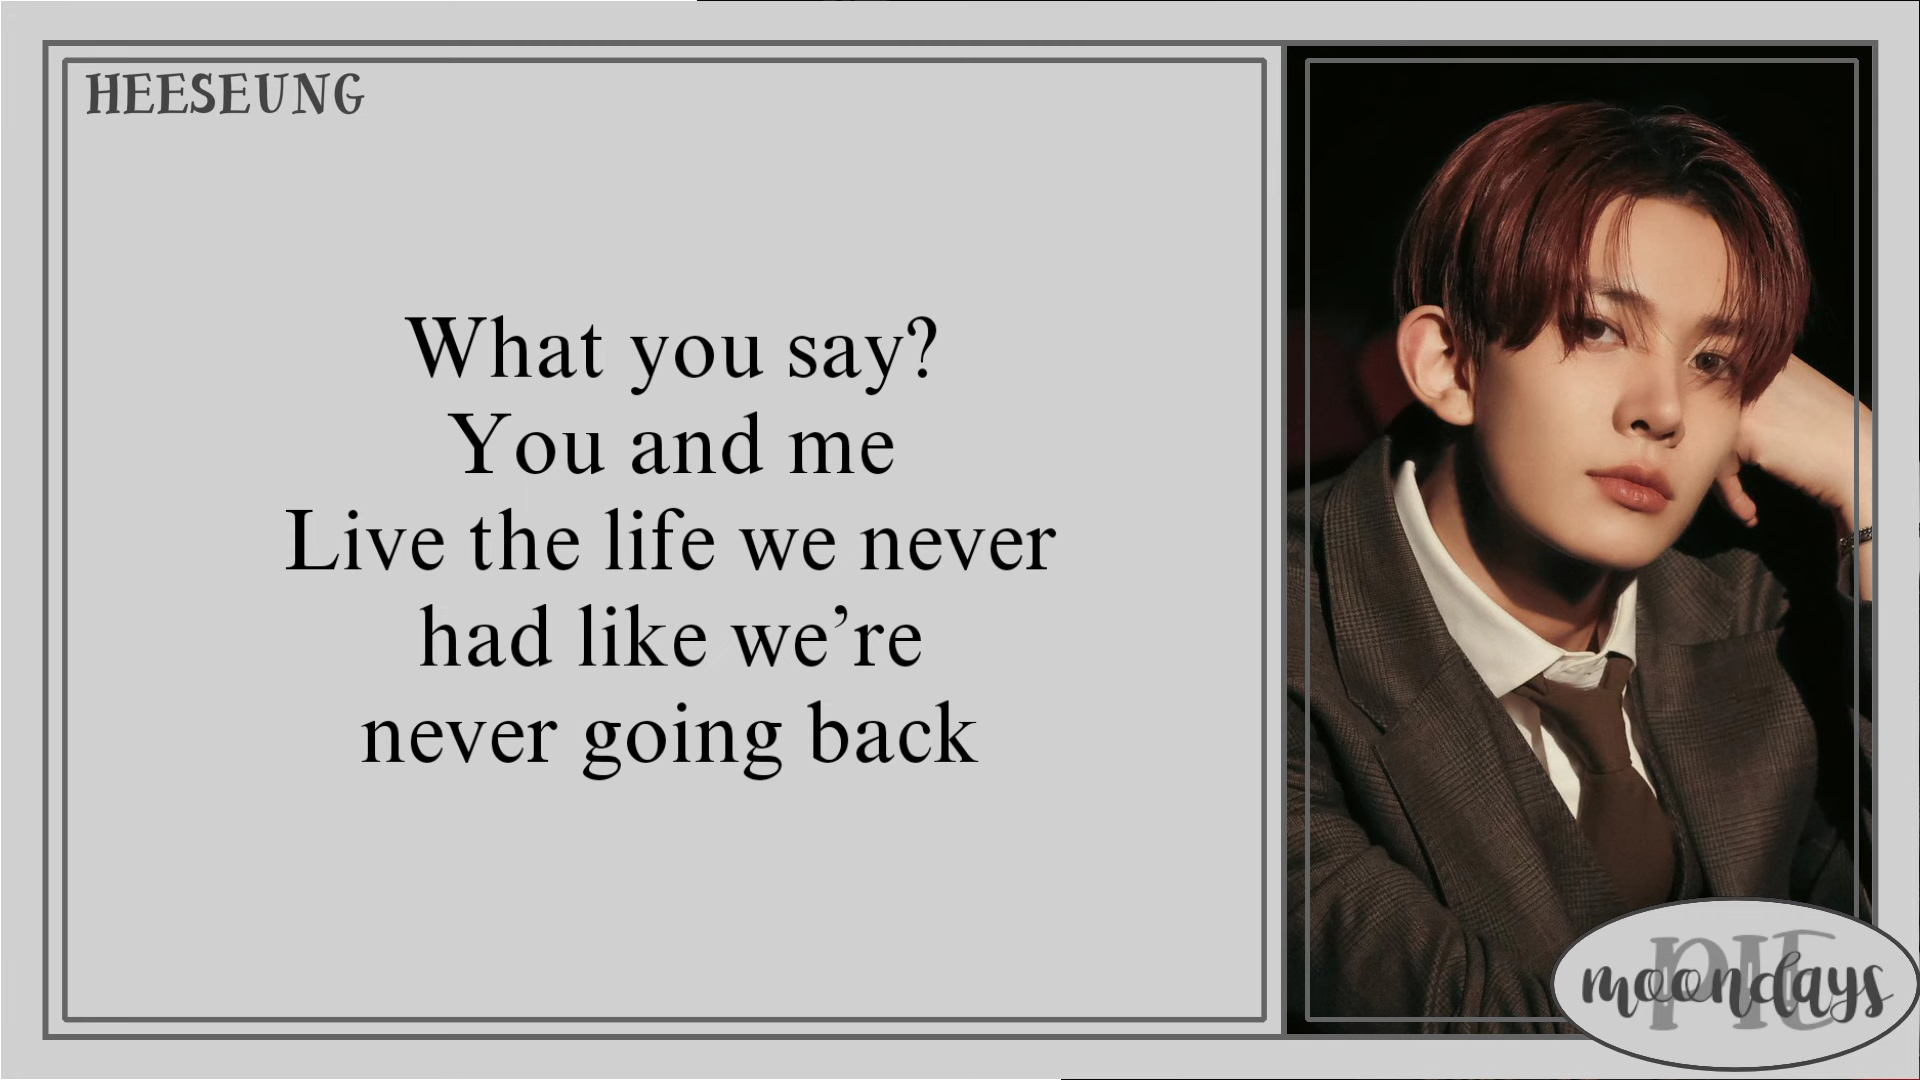 HEESEUNG
What you say?
You and me
Live the life we never
had like we’re
never going back
moondays